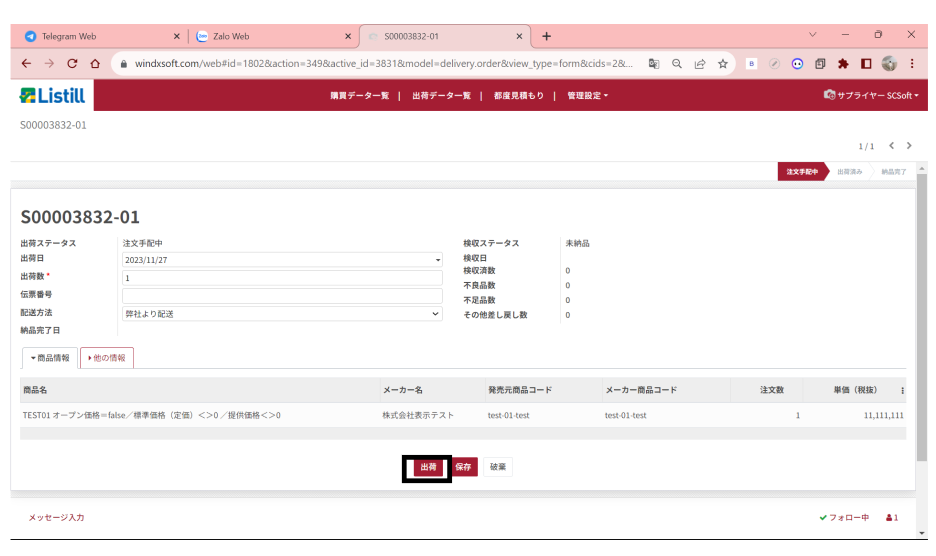 Telegram Web
Zalo Web
S00003832-01
windxsoft.com/web#id=1802&action=349&active_id=3831&model=delivery.order&view_type=form&cids=2&...
Listill
購買データ一覧 | 出荷データ一覧 | 都度見積もり | 管理設定
サプライヤー SCSoft
S00003832-01
1 / 1
注文手配中
出荷済み
納品完了
S00003832-01
出荷ステータス 注文手配中 検収ステータス 未納品
出荷日 2023/11/27 検収日
出荷数 * 1 検収済数 0
不良品数 0
伝票番号 不足品数 0
配送方法 弊社より配送 その他差し戻し数 0
納品完了日
商品情報 他の情報
商品名 メーカー名 発売元商品コード メーカー商品コード 注文数 単価（税抜）
TEST01 オープン価格＝false／標準価格（定価）＜＞0／提供価格＜＞0 株式会社表示テスト test-01-test test-01-test 1 11,111,111
出荷 保存 破棄
メッセージ入力 フォロー中 1